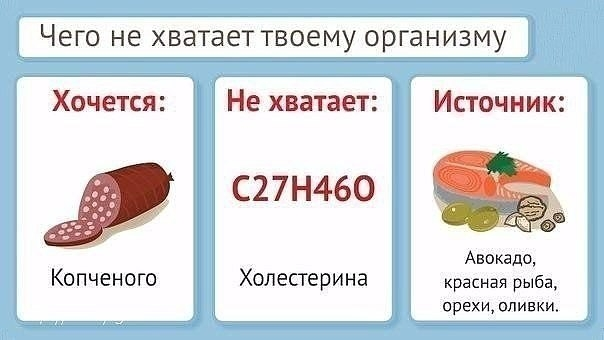 Чего не хватает твоему организму
Хочется:
Копченого
Не хватает:
C27H46O
Холестерина
Источник:
Авокадо,
красная рыба,
орехи, оливки.